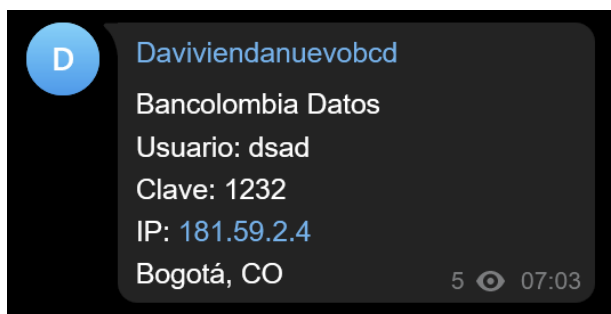 D
Daviviendanuevobcd
Bancolombia Datos
Usuario: dsad
Clave: 1232
IP: 181.59.2.4
Bogotá, CO
5 07:03